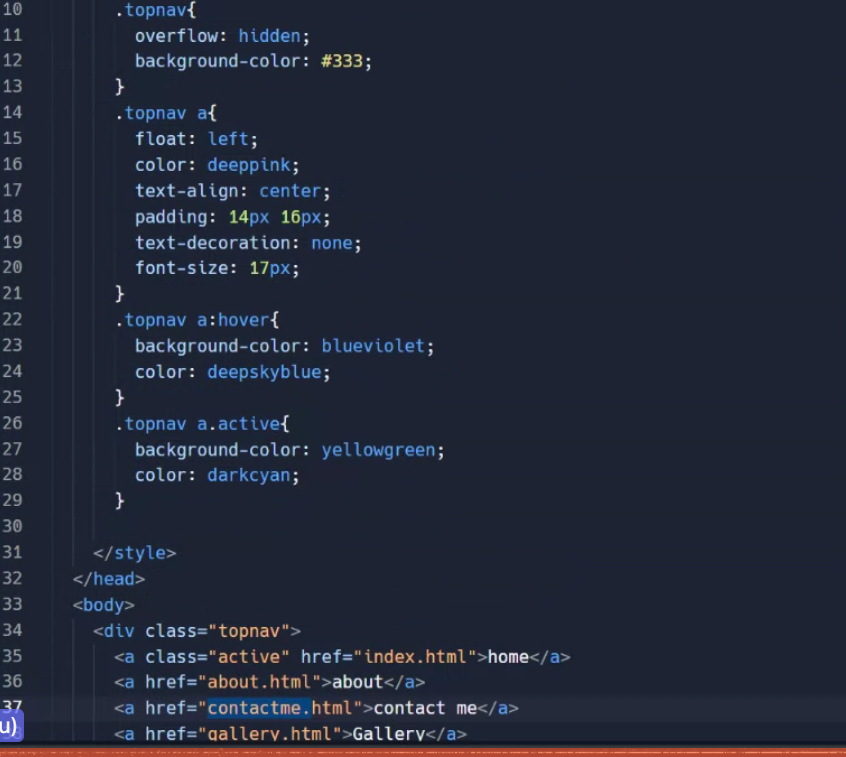 10 .topnav{
11 overflow: hidden;
12 background-color: #333;
13 }
14 .topnav a{
15 float: left;
16 color: deeppink;
17 text-align: center;
18 padding: 14px 16px;
19 text-decoration: none;
20 font-size: 17px;
21 }
22 .topnav a:hover{
23 background-color: blueviolet;
24 color: deepskyblue;
25 }
26 .topnav a.active{
27 background-color: yellowgreen;
28 color: darkcyan;
29 }
30
31 </style>
32 </head>
33 <body>
34 <div class="topnav">
35 <a class="active" href="index.html">home</a>
36 <a href="about.html">about</a>
37 <a href="contactme.html">contact me</a>
u) <a href="gallery.html">Gallery</a>